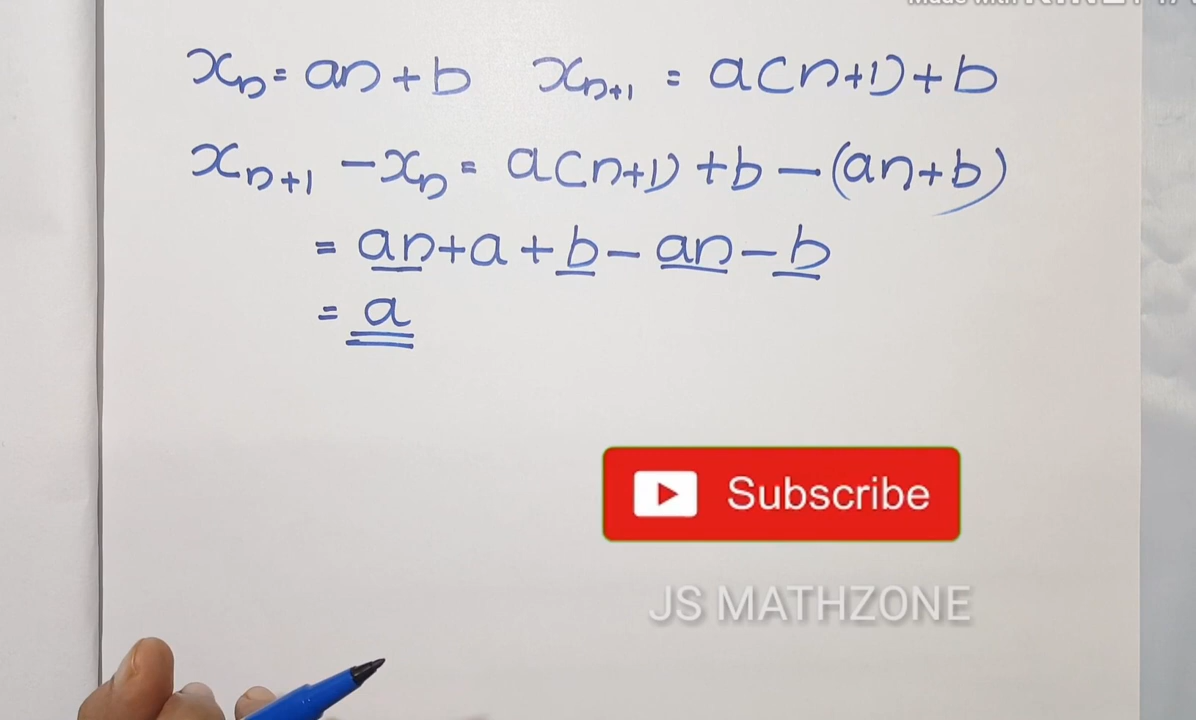 xₙ = an + b   xₙ₊₁ = a(n+1) + b
xₙ₊₁ - xₙ = a(n+1) + b - (an + b)
= an + a + b - an - b
= a
Subscribe
JS MATHZONE